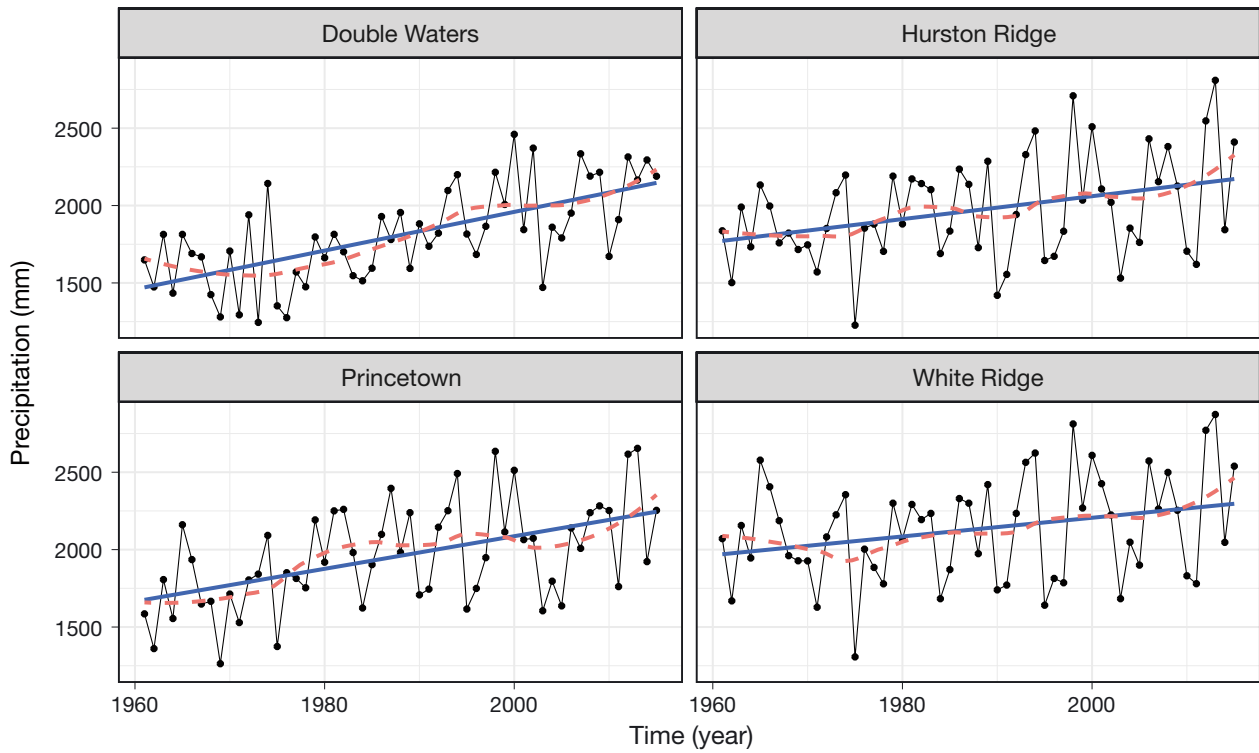 Double Waters
Hurston Ridge
2500
2000
1500
Princetown
White Ridge
2500
2000
1500
Precipitation (mm)
1960
1980
2000
1960
1980
2000
Time (year)